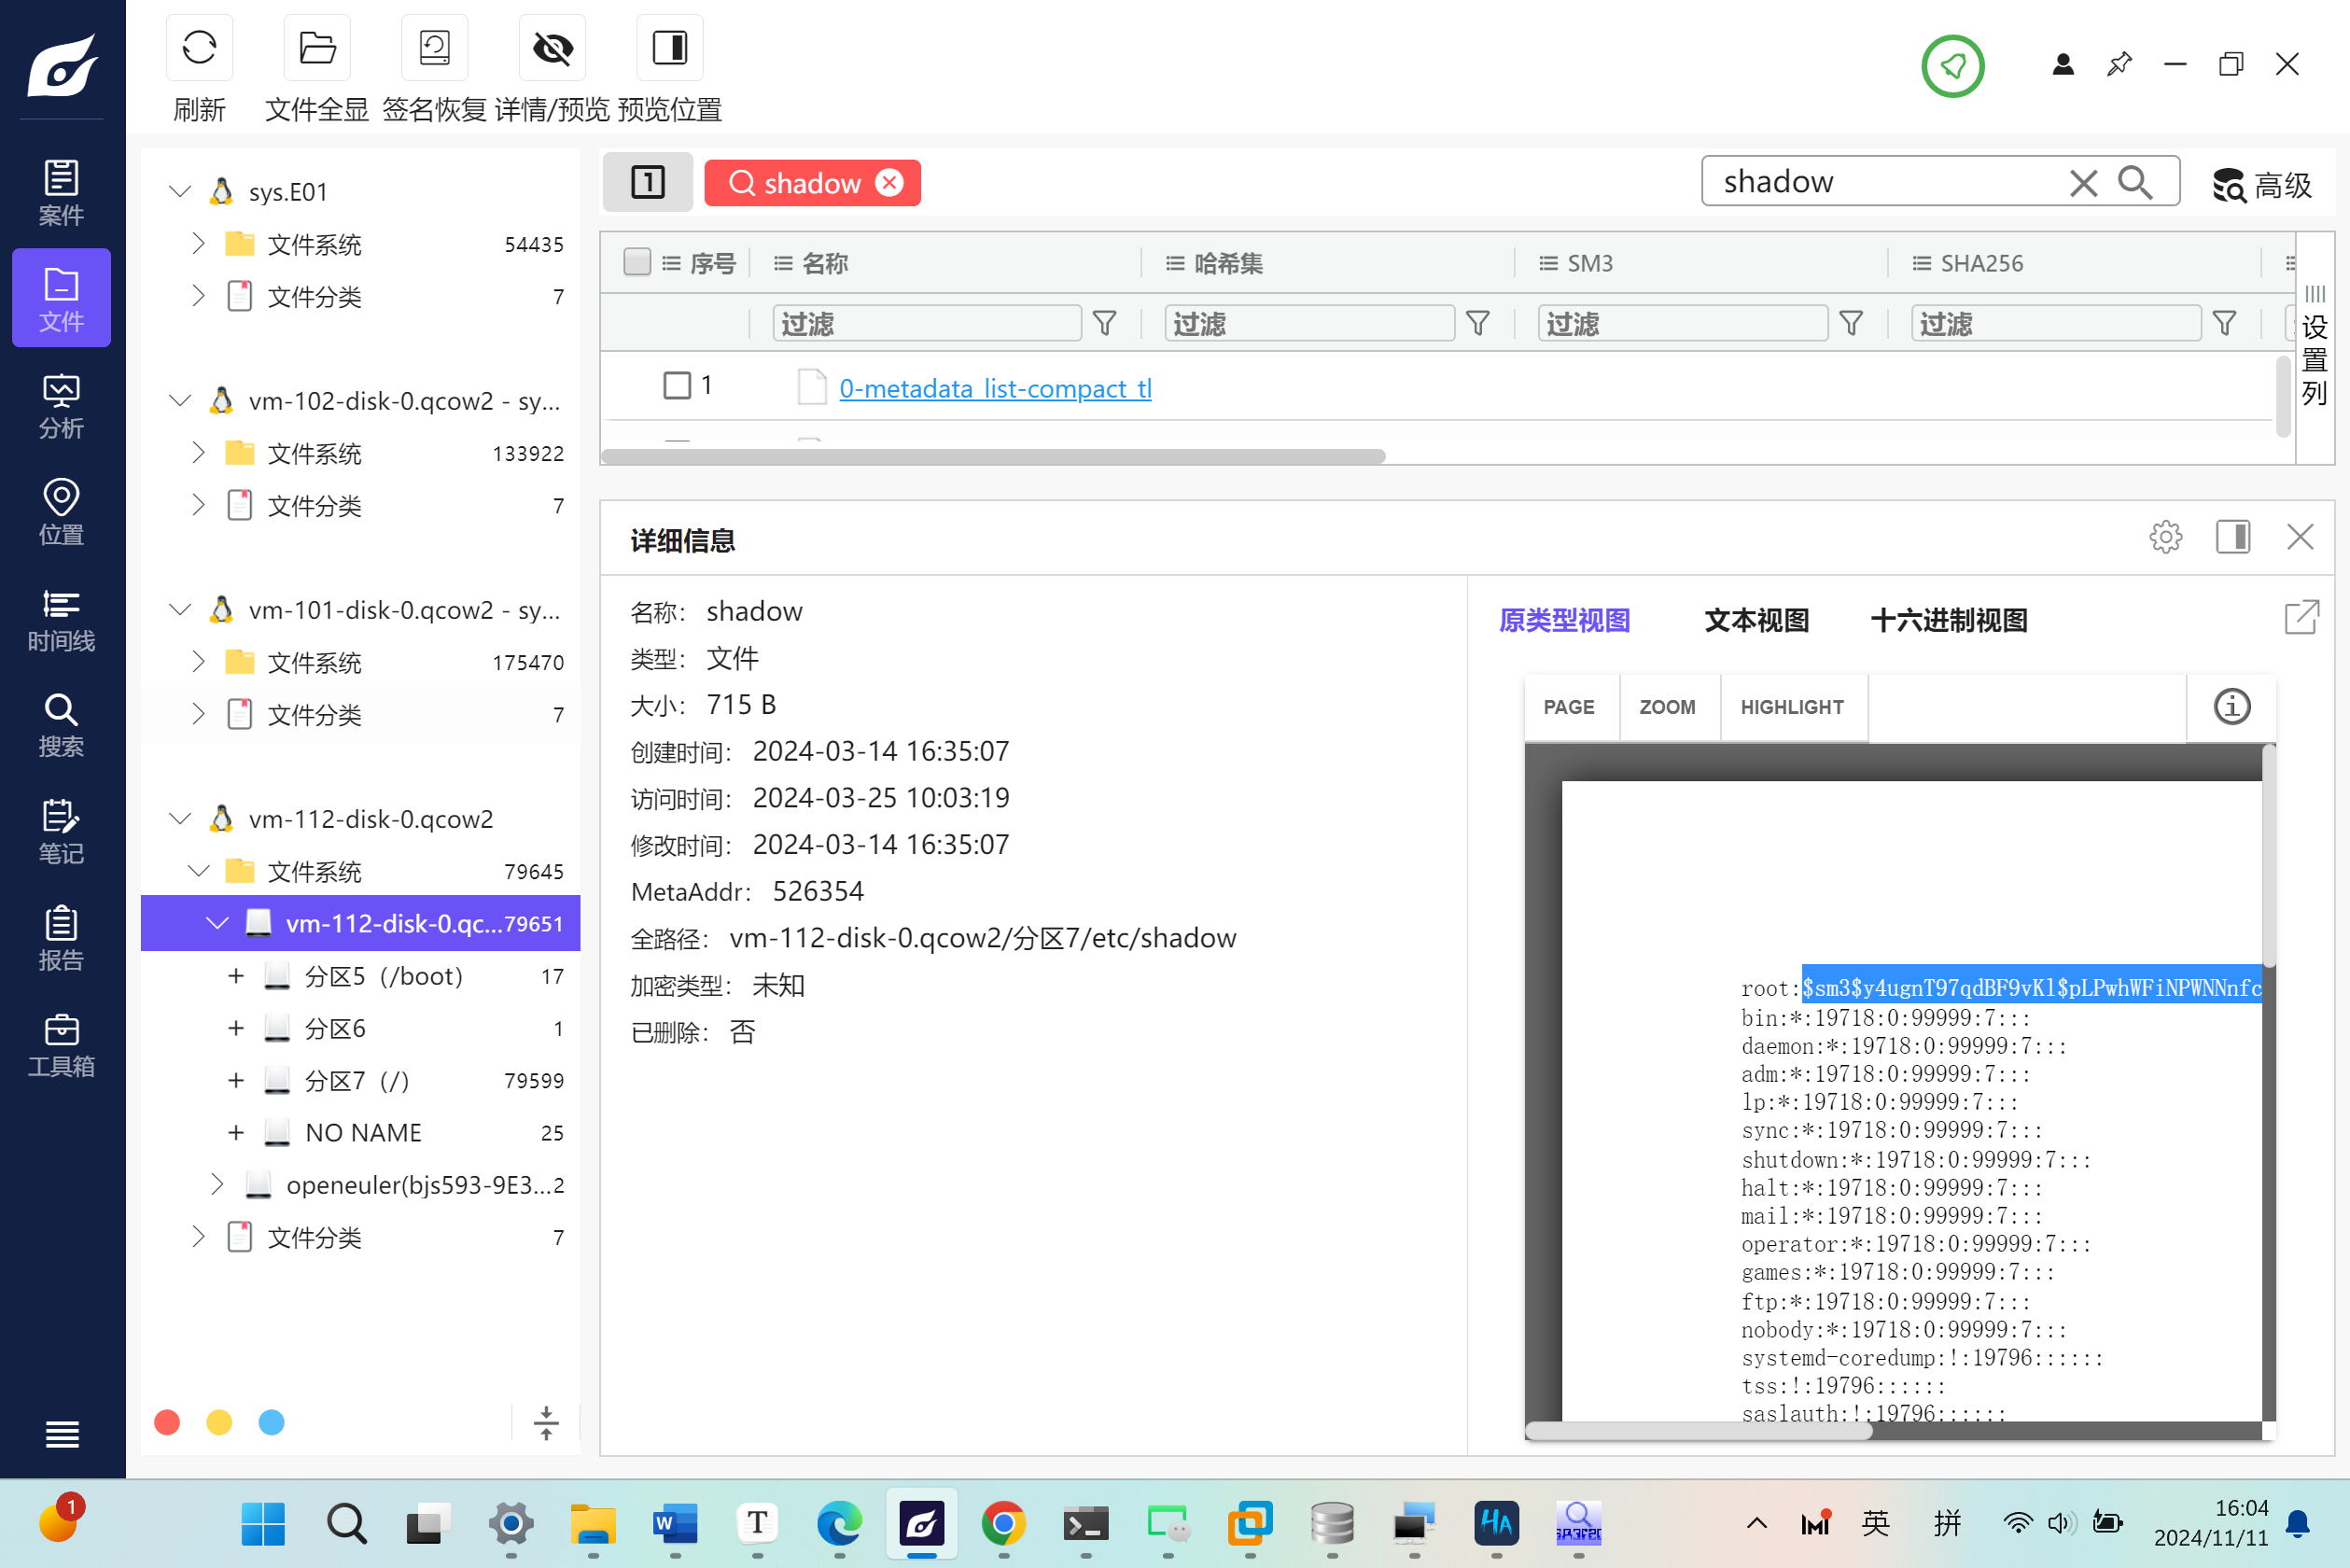 刷新
文件全显
签名恢复
详情/预览
预览位置
案件
文件
分析
位置
时间线
搜索
笔记
报告
工具箱
sys.E01
文件系统 54435
文件分类 7
vm-102-disk-0.qcow2 - sy...
文件系统 133922
文件分类 7
vm-101-disk-0.qcow2 - sy...
文件系统 175470
文件分类 7
vm-112-disk-0.qcow2
文件系统 79645
vm-112-disk-0.qc...79651
分区5（/boot） 17
分区6 1
分区7（/） 79599
NO NAME 25
openeuler(bjs593-9E3...2
文件分类 7
1 shadow
shadow
高级
序号 名称 哈希集 SM3 SHA256
过滤 过滤 过滤 过滤
1 0-metadata_list-compact_tl
设置列
详细信息
名称： shadow
类型： 文件
大小： 715 B
创建时间： 2024-03-14 16:35:07
访问时间： 2024-03-25 10:03:19
修改时间： 2024-03-14 16:35:07
MetaAddr： 526354
全路径： vm-112-disk-0.qcow2/分区7/etc/shadow
加密类型： 未知
已删除： 否
原类型视图 文本视图 十六进制视图
PAGE ZOOM HIGHLIGHT
root:$sm3$y4ugnT97qdBF9vKl$pLPwhWFiNPWNNnfc
bin:*:19718:0:99999:7:::
daemon:*:19718:0:99999:7:::
adm:*:19718:0:99999:7:::
lp:*:19718:0:99999:7:::
sync:*:19718:0:99999:7:::
shutdown:*:19718:0:99999:7:::
halt:*:19718:0:99999:7:::
mail:*:19718:0:99999:7:::
operator:*:19718:0:99999:7:::
games:*:19718:0:99999:7:::
ftp:*:19718:0:99999:7:::
nobody:*:19718:0:99999:7:::
systemd-coredump:!:19796::::::
tss:!:19796::::::
saslauth:!:19796::::::
1
W
T
HA
英
拼
16:04
2024/11/11